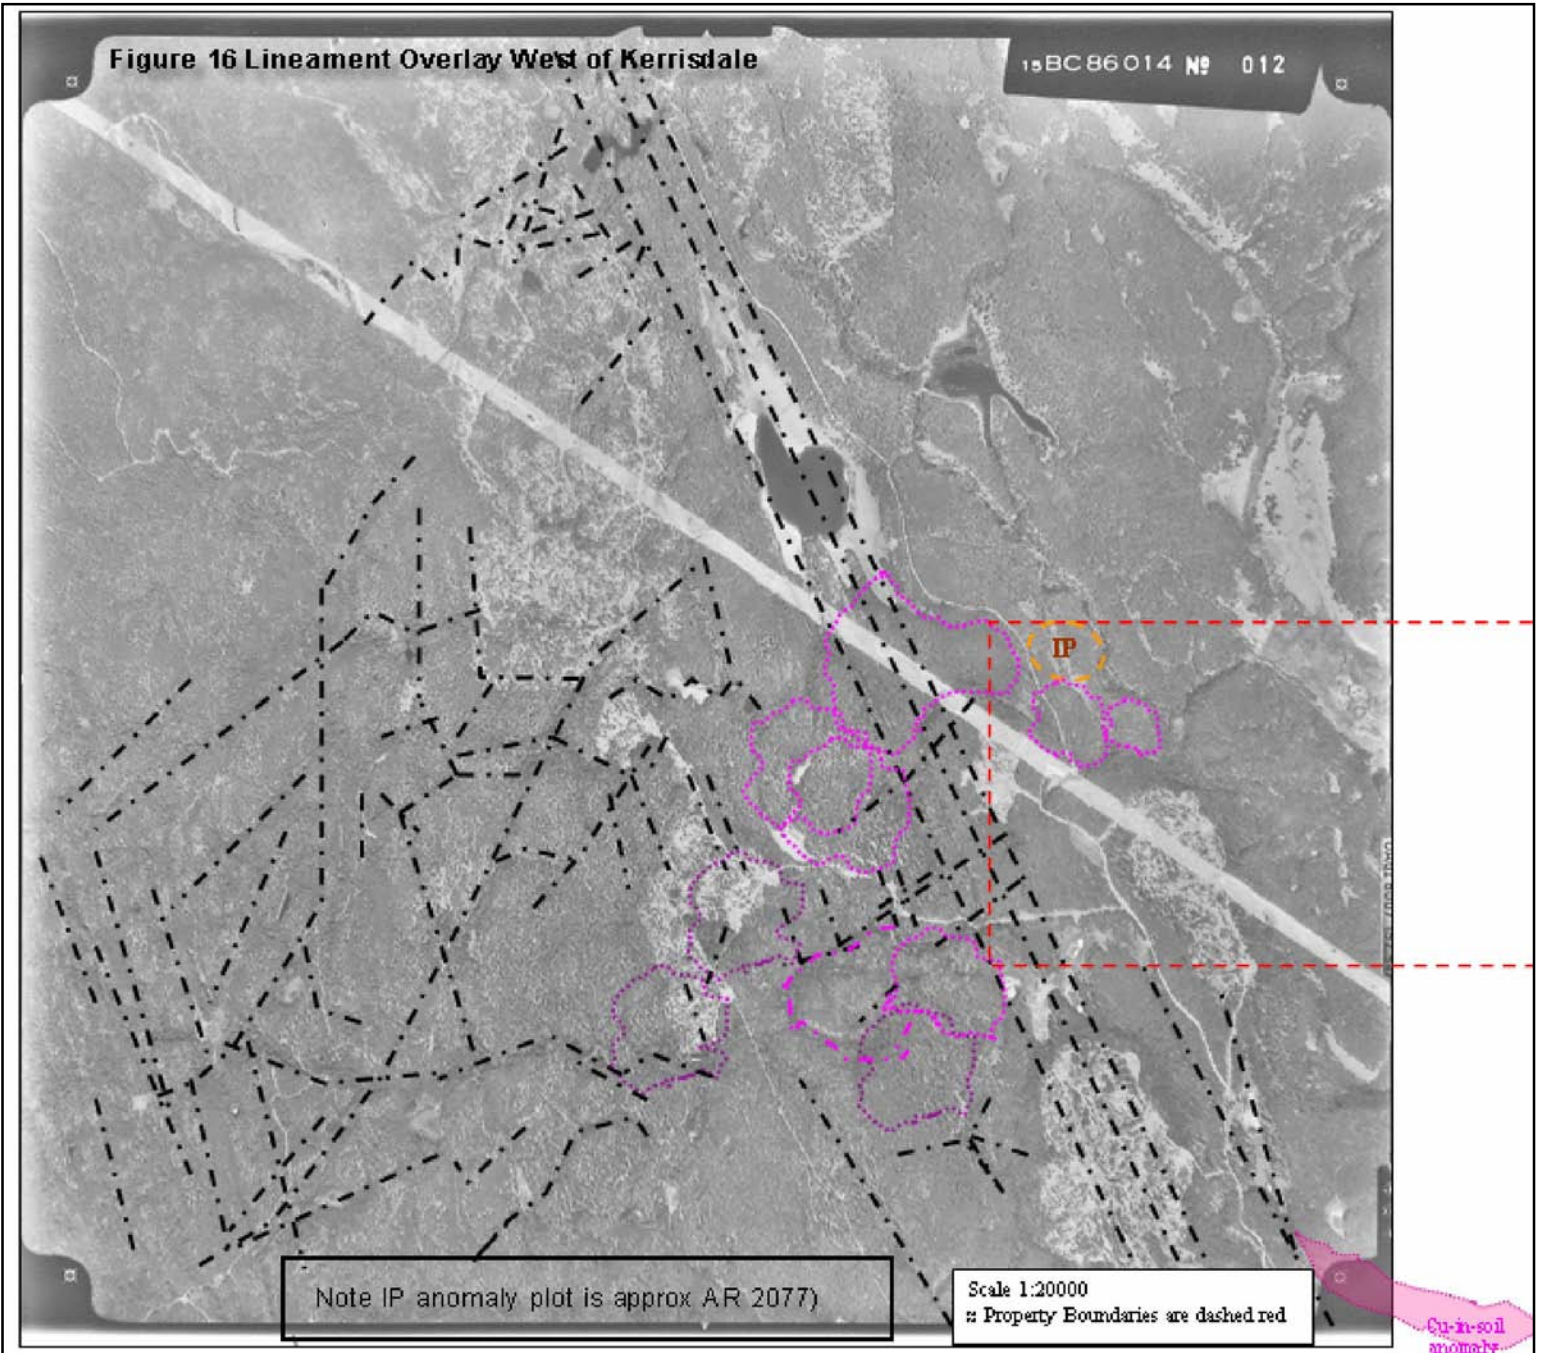 Figure 16 Lineament Overlay West of Kerrisdale
15BC86014 Nº 012
IP
Note IP anomaly plot is approx AR 2077)
Scale 1:20000
:: Property Boundaries are dashed red
Cu-in-soil
anomaly